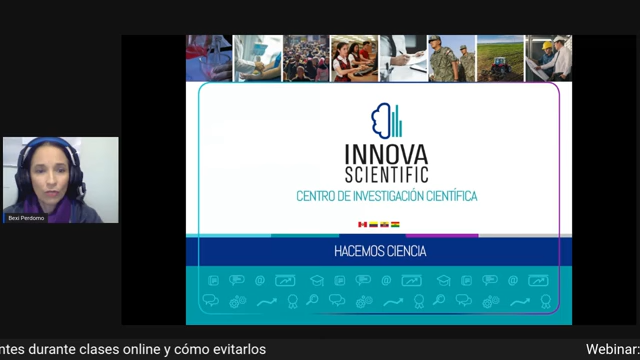 INNOVA
SCIENTIFIC
CENTRO DE INVESTIGACIÓN CIENTÍFICA
HACEMOS CIENCIA
Bexi Perdomo
ntes durante clases online y cómo evitarlos
Webinar: